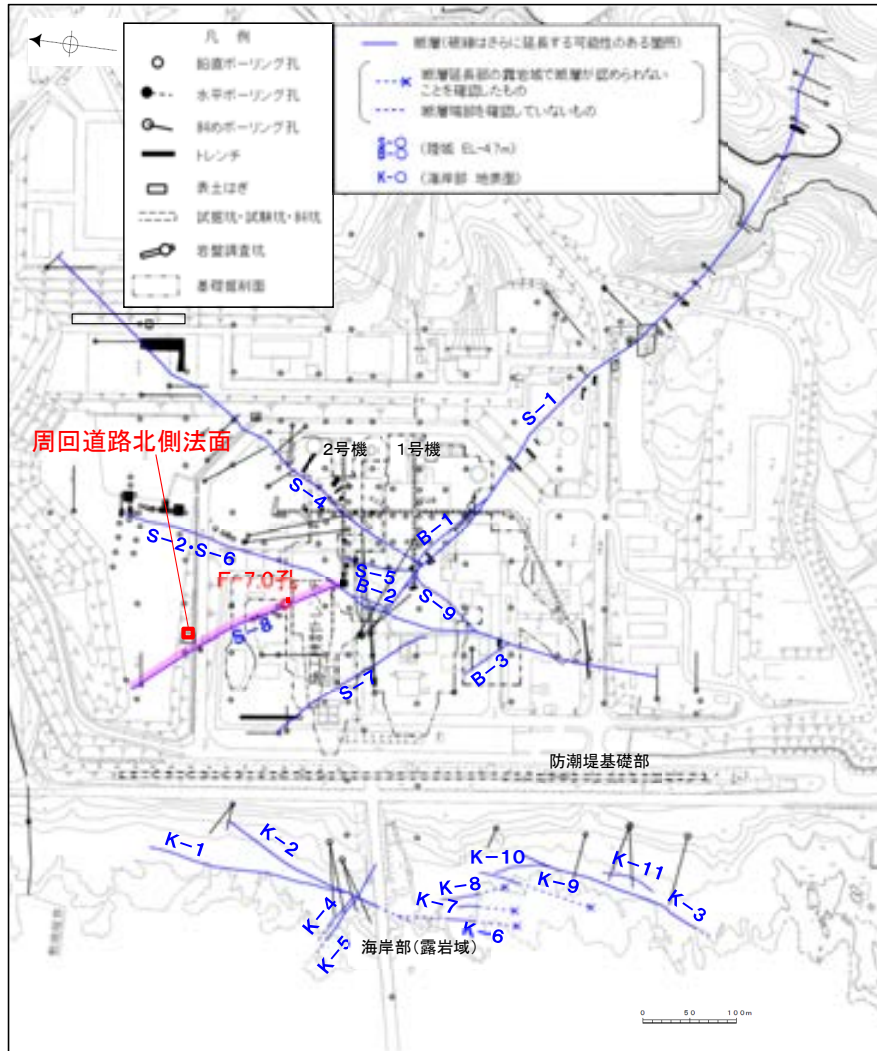 凡 例
鉛直ボーリング孔
水平ボーリング孔
斜めボーリング孔
トレンチ
表土はぎ
試掘坑・試験坑・斜坑
岩盤調査坑
基礎掘削面
断層(破線はさらに延長する可能性のある箇所)
断層延長部の露岩域で断層が認められない
ことを確認したもの
断層端部を確認していないもの
S-○
B-○
(陸域 EL-4.7m)
K-○
(海岸部 地表面)
周回道路北側法面
2号機
1号機
S-1
S-4
B-1
S-2・S-6
S-5
B-2
F-7.0孔
S-9
S-8
S-7
B-3
防潮堤基礎部
K-1
K-2
K-10
K-11
K-8
K-9
K-4
K-7
K-3
K-6
K-5
海岸部(露岩域)
0 50 100m